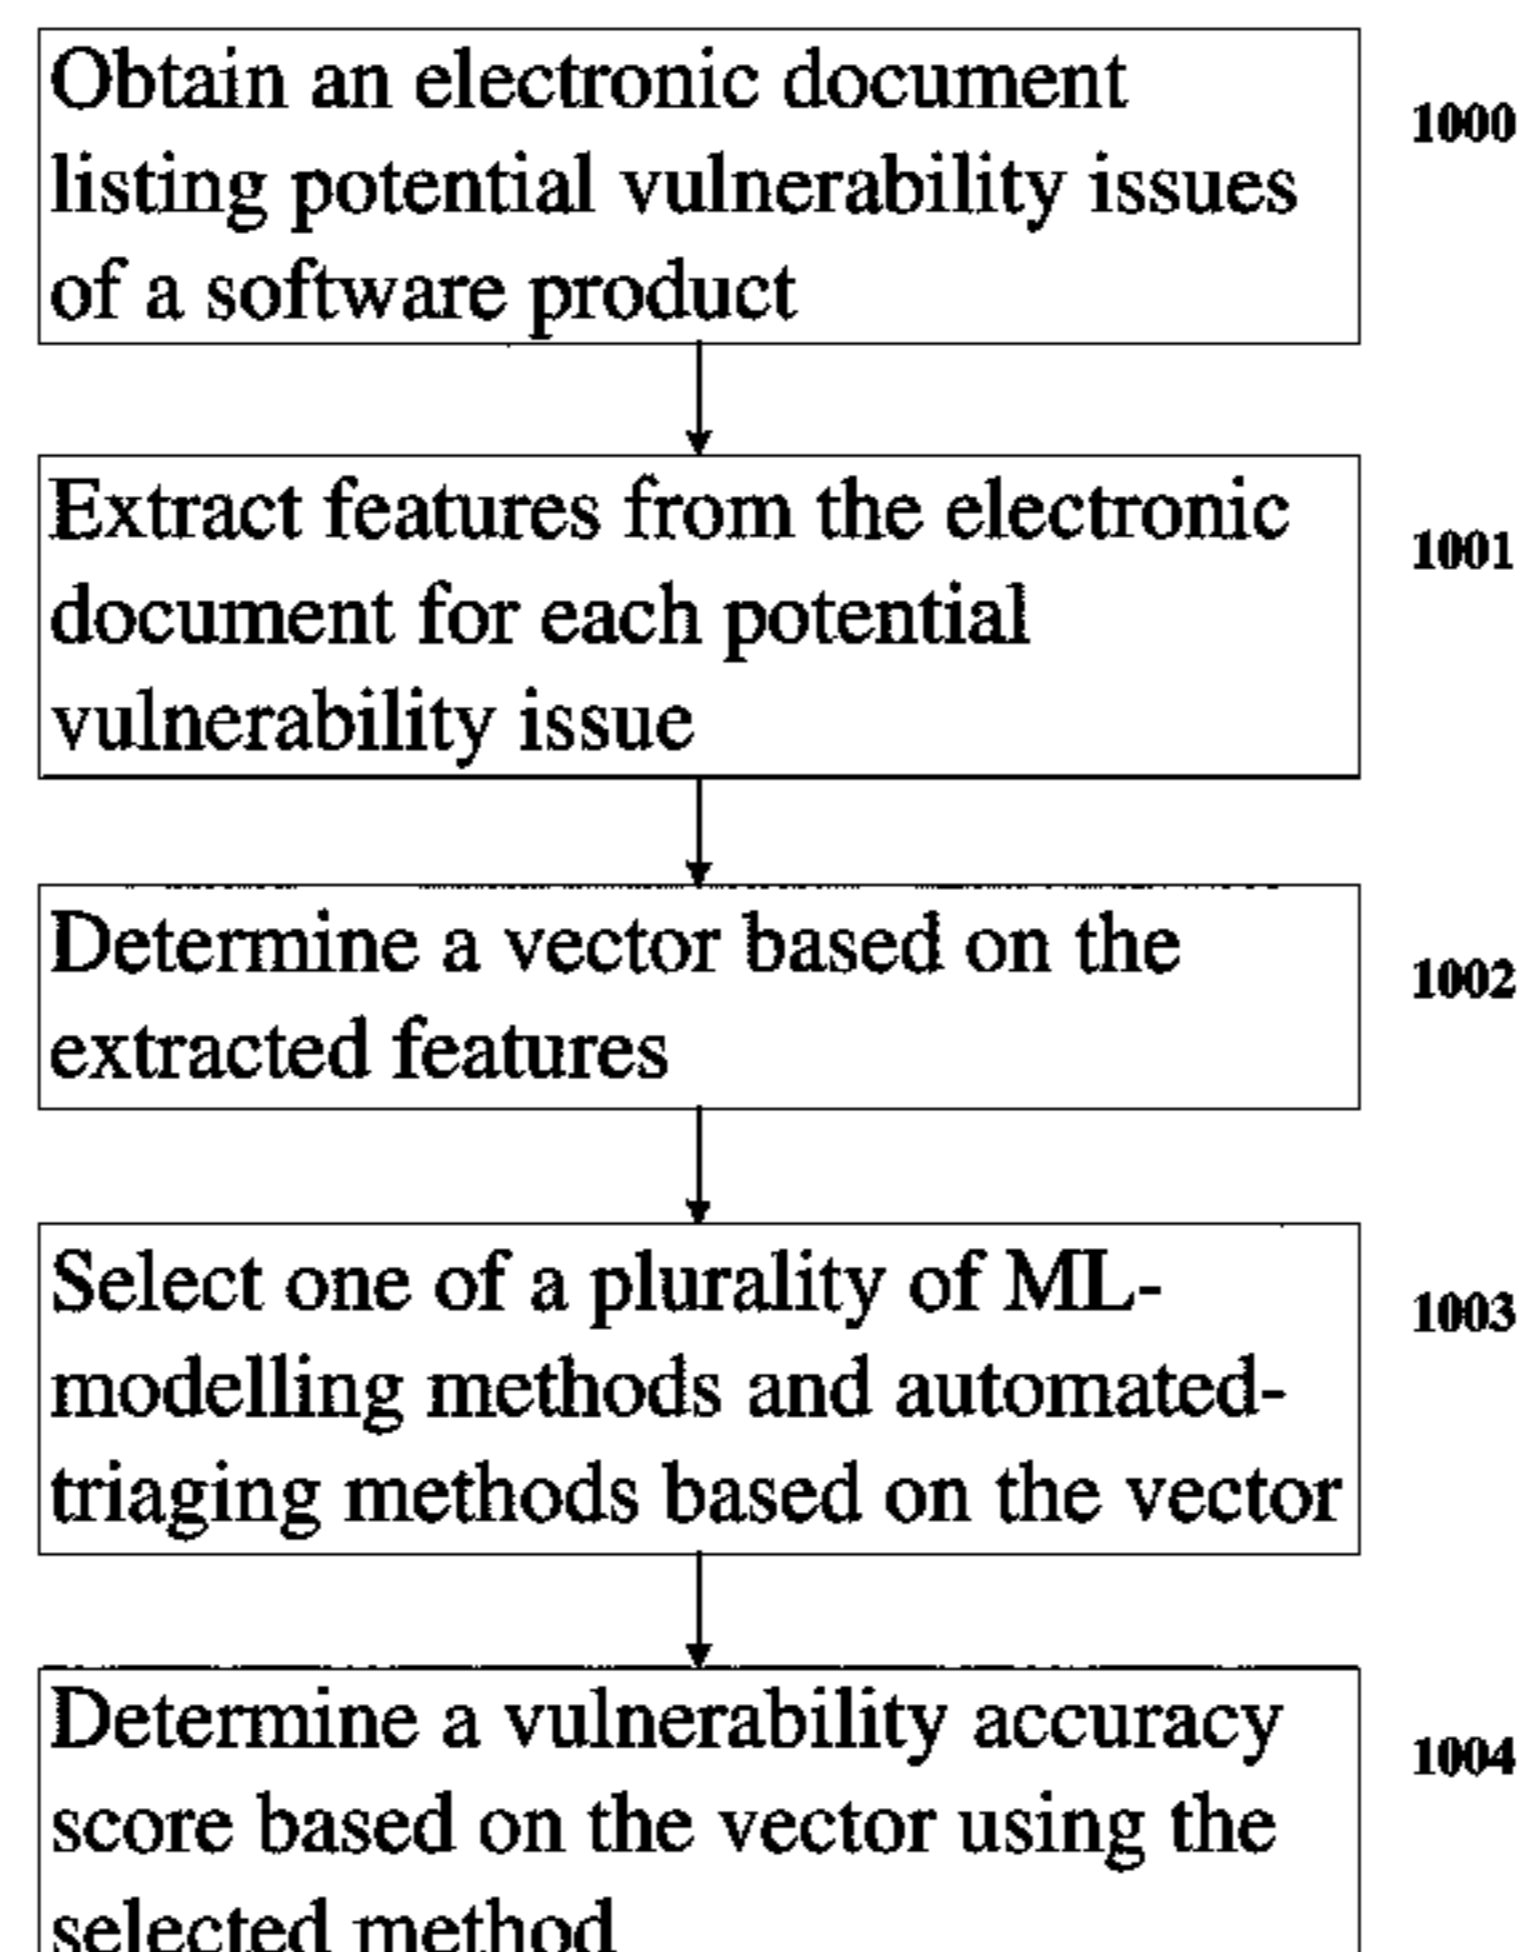 Obtain an electronic document
listing potential vulnerability issues
of a software product
1000
Extract features from the electronic
document for each potential
vulnerability issue
1001
Determine a vector based on the
extracted features
1002
Select one of a plurality of ML-
modelling methods and automated-
triaging methods based on the vector
1003
Determine a vulnerability accuracy
score based on the vector using the
selected method
1004